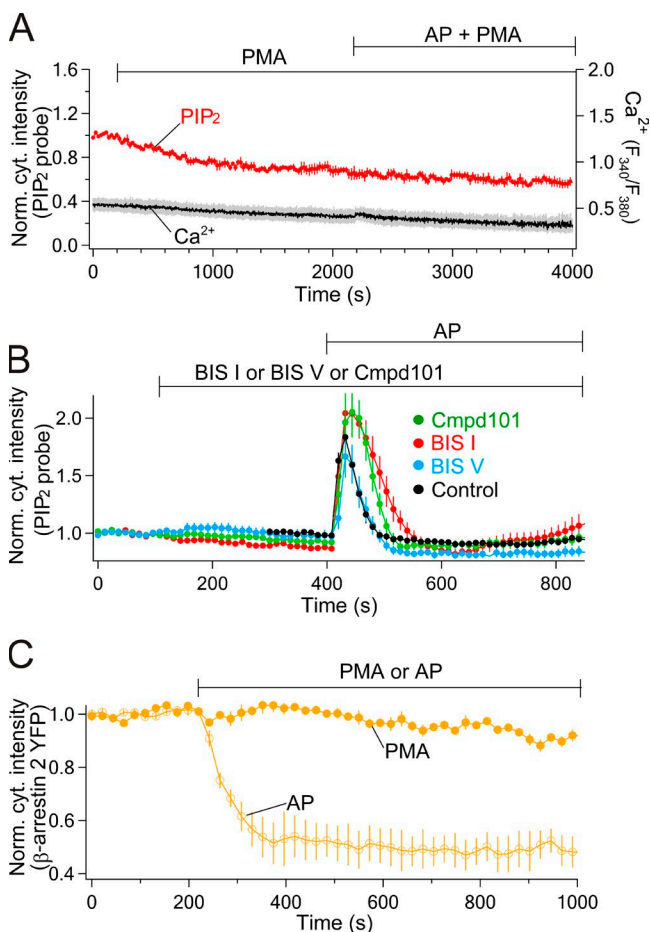 A
AP + PMA
PMA
1.6
1.2
0.8
0.4
0.0
Norm. cyt. intensity
(PIP₂ probe)
PIP₂
Ca²⁺
2.0
1.5
1.0
0.5
Ca²⁺ (F₃₄₀/F₃₈₀)
0
1000
2000
3000
4000
Time (s)
B
AP
BIS I or BIS V or Cmpd101
2.0
1.5
1.0
Norm. cyt. intensity
(PIP₂ probe)
Cmpd101
BIS I
BIS V
Control
0
200
400
600
800
Time (s)
C
PMA or AP
1.0
0.8
0.6
0.4
Norm. cyt. intensity
(β-arrestin 2 YFP)
PMA
AP
0
200
400
600
800
1000
Time (s)